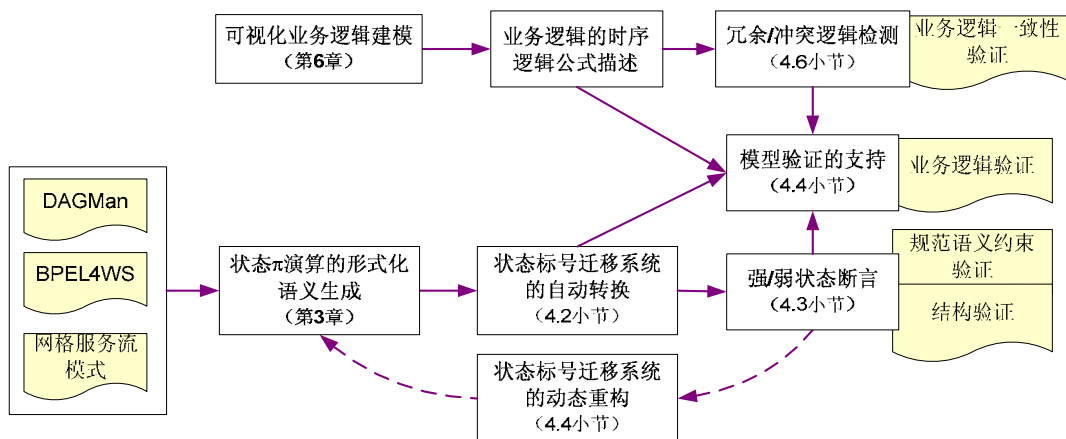 可视化业务逻辑建模
（第6章）
业务逻辑的时序
逻辑公式描述
冗余/冲突逻辑检测
（4.6小节）
业务逻辑一致性
验证
模型验证的支持
（4.4小节）
业务逻辑验证
DAGMan
BPEL4WS
网格服务流
模式
状态π演算的形式化
语义生成
（第3章）
状态标号迁移系统
的自动转换
（4.2小节）
强/弱状态断言
（4.3小节）
规范语义约束
验证
结构验证
状态标号迁移系统
的动态重构
（4.4小节）